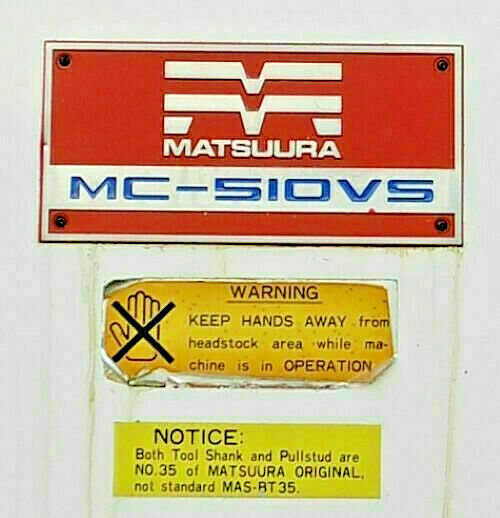 MATSUURA
MC-510VS
WARNING
KEEP HANDS AWAY from
headstock area while ma-
chine is in OPERATION
NOTICE:
Both Tool Shank and Pullstud are
NO.35 of MATSUURA ORIGINAL,
not standard MAS-BT35.